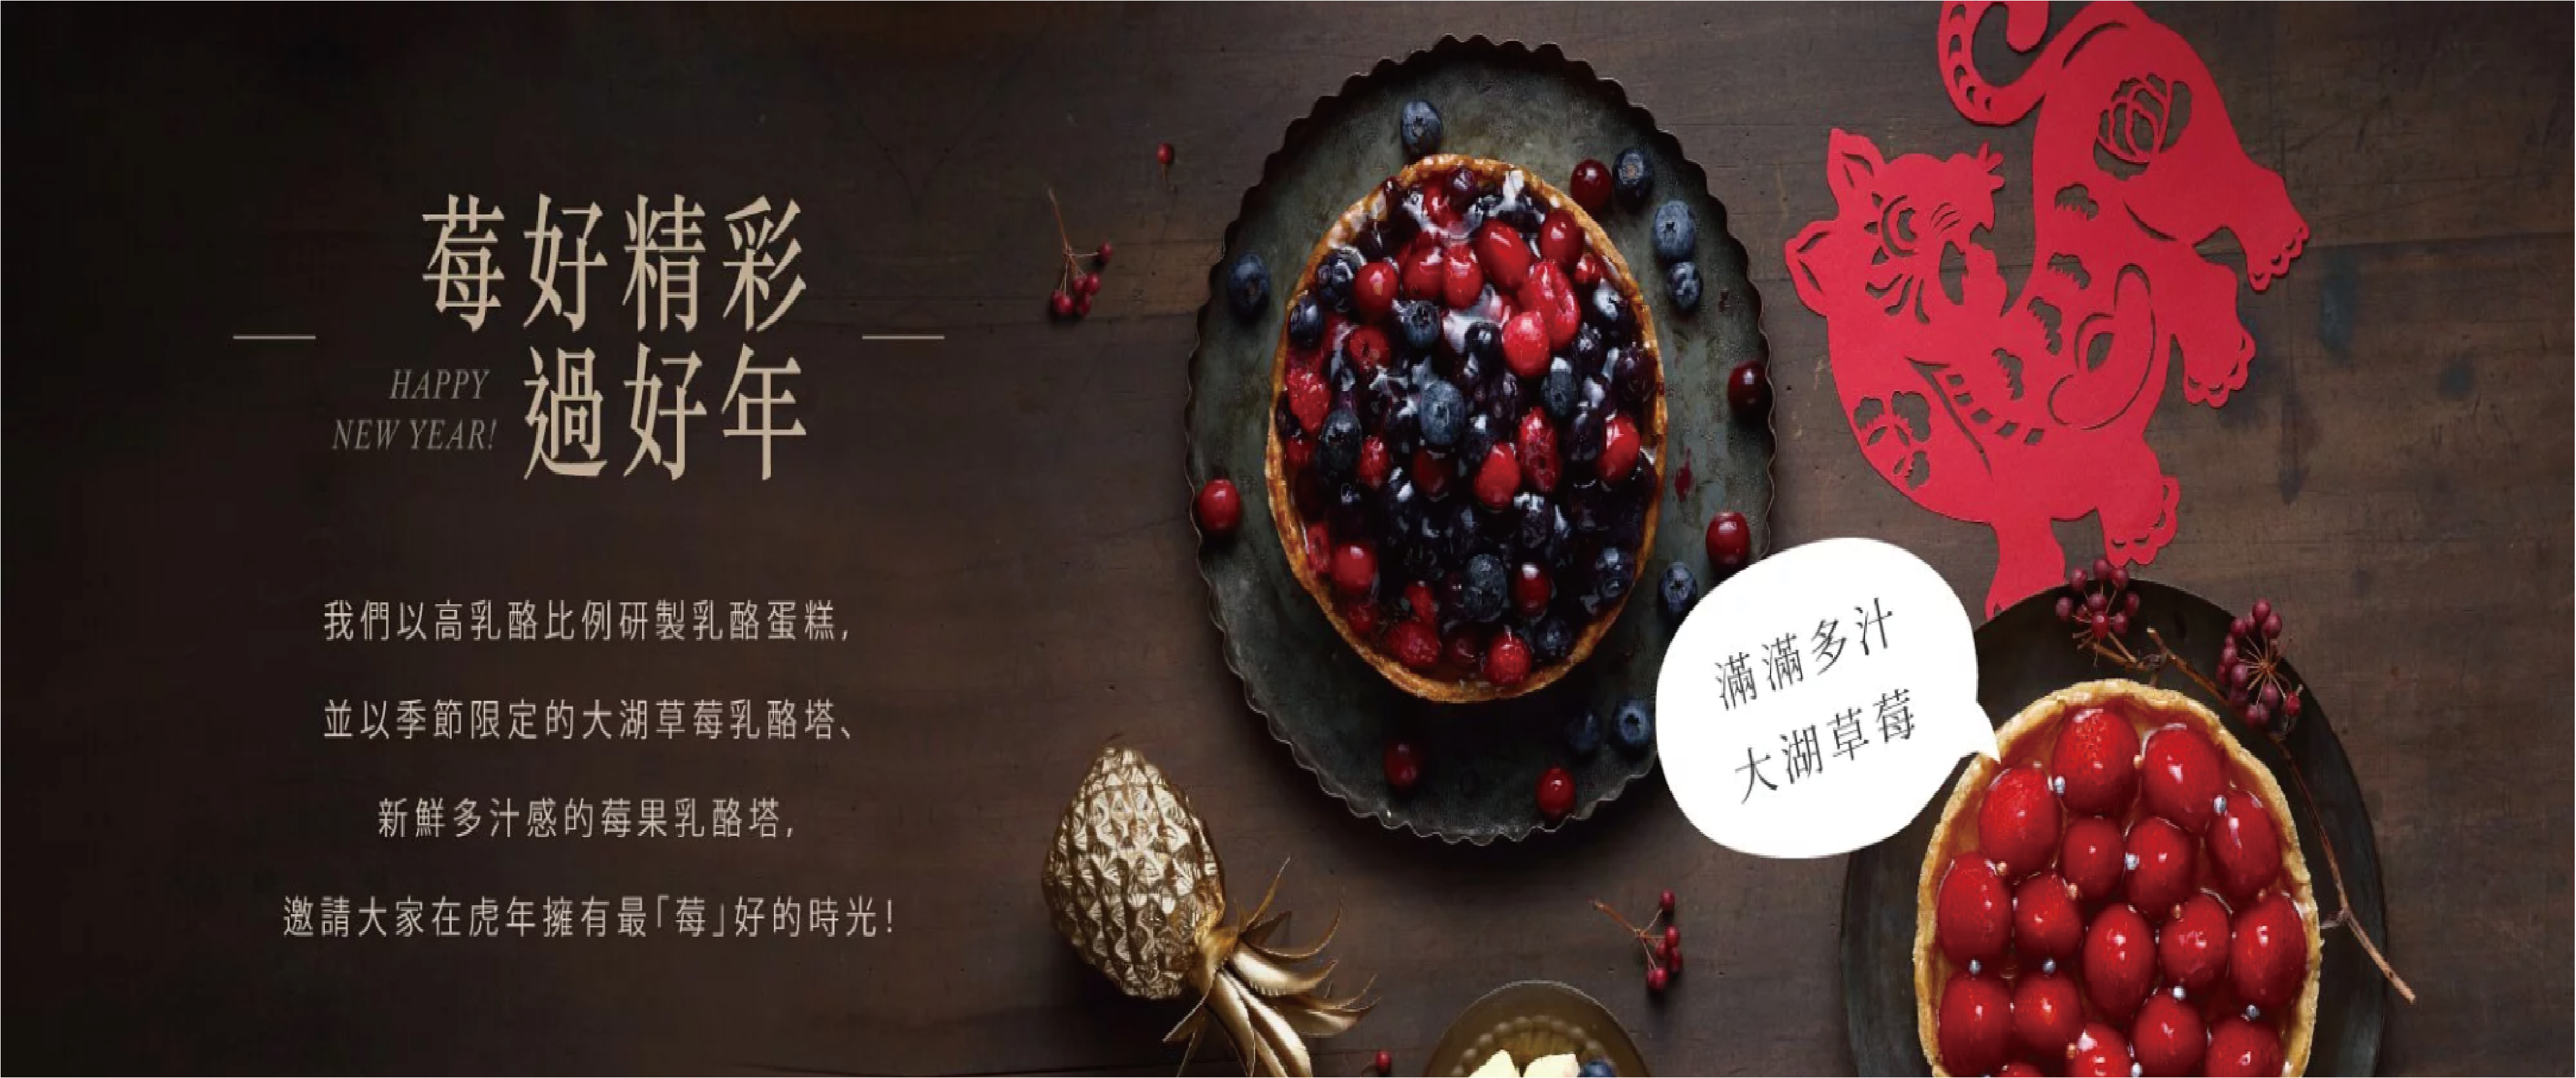 莓好精彩
過好年
HAPPY
NEW YEAR!
我們以高乳酪比例研製乳酪蛋糕,
並以季節限定的大湖草莓乳酪塔、
新鮮多汁感的莓果乳酪塔,
邀請大家在虎年擁有最「莓」好的時光!
滿滿多汁
大湖草莓